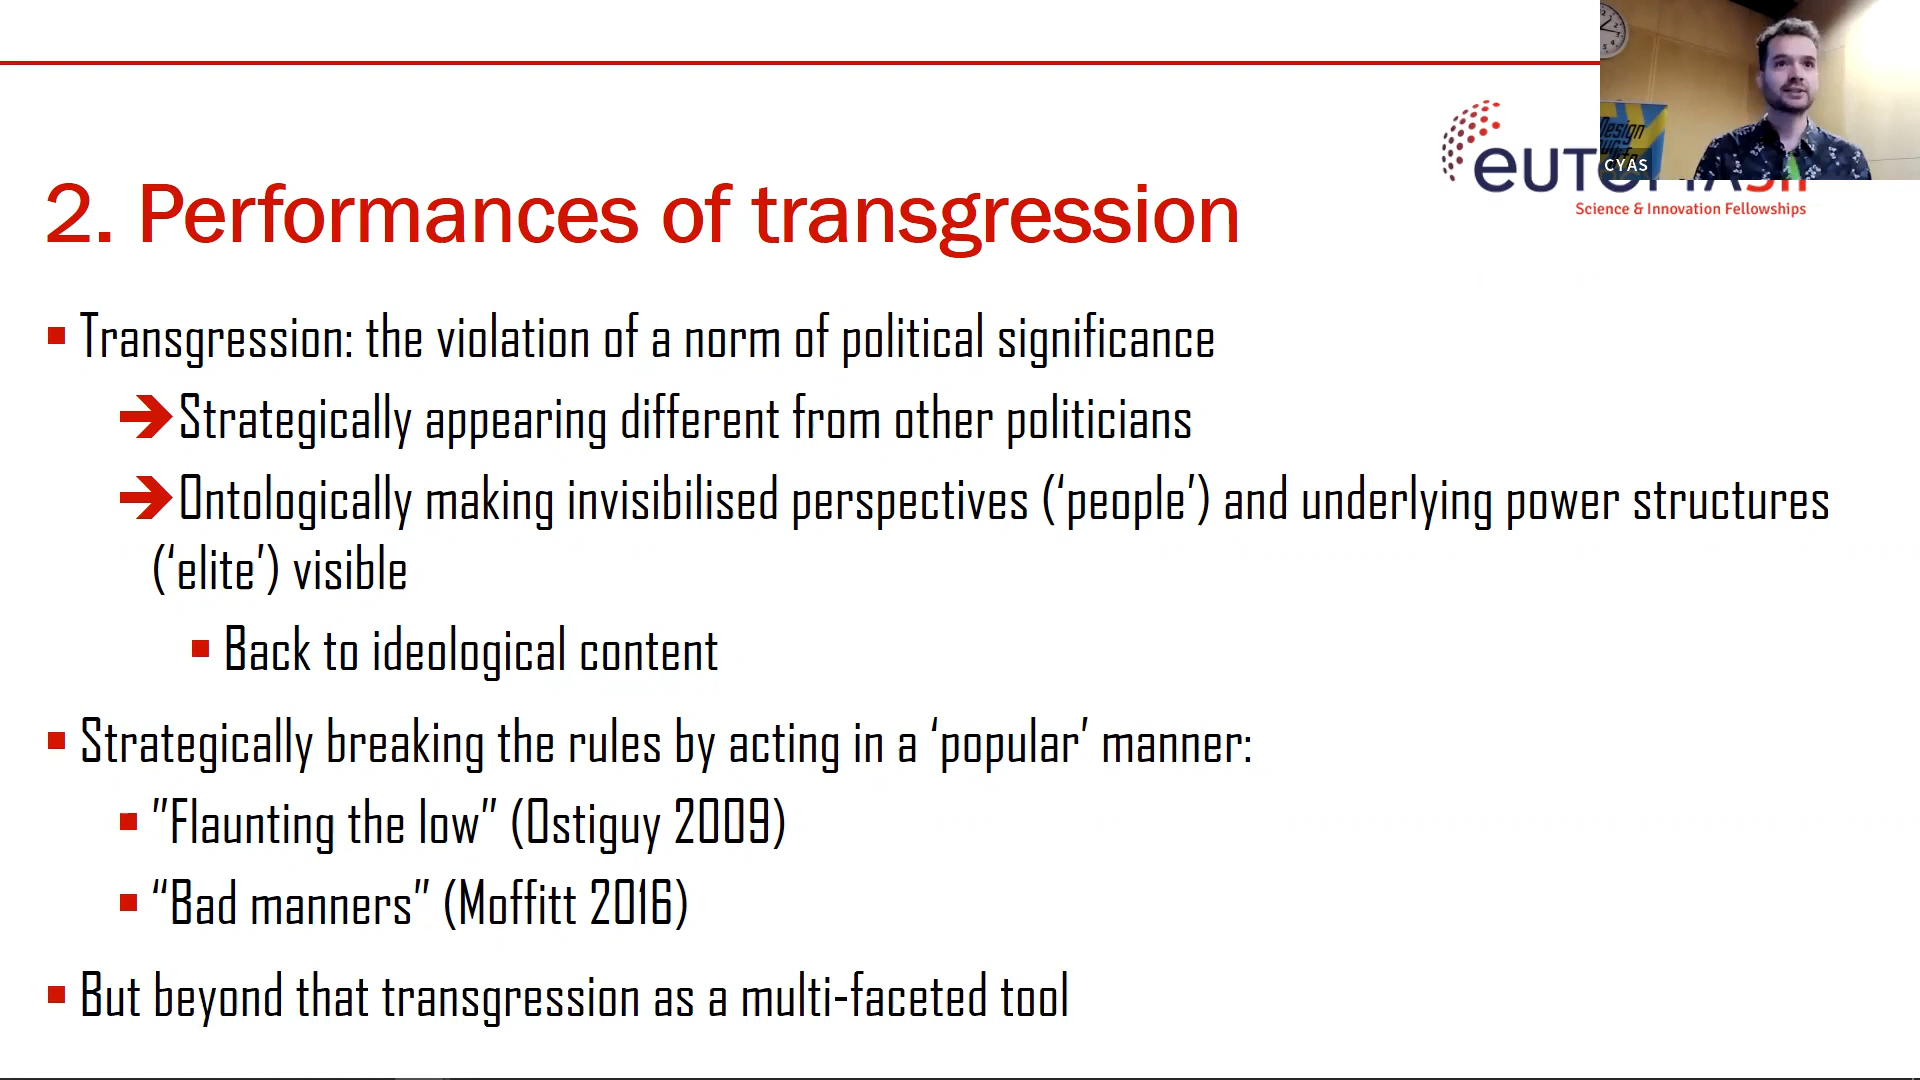 CYAS
Design
Science & Innovation Fellowships
2. Performances of transgression
Transgression: the violation of a norm of political significance
Strategically appearing different from other politicians
Ontologically making invisibilised perspectives (‘people’) and underlying power structures
(‘elite’) visible
Back to ideological content
Strategically breaking the rules by acting in a ‘popular’ manner:
”Flaunting the low” (Ostiguy 2009)
“Bad manners” (Moffitt 2016)
But beyond that transgression as a multi-faceted tool